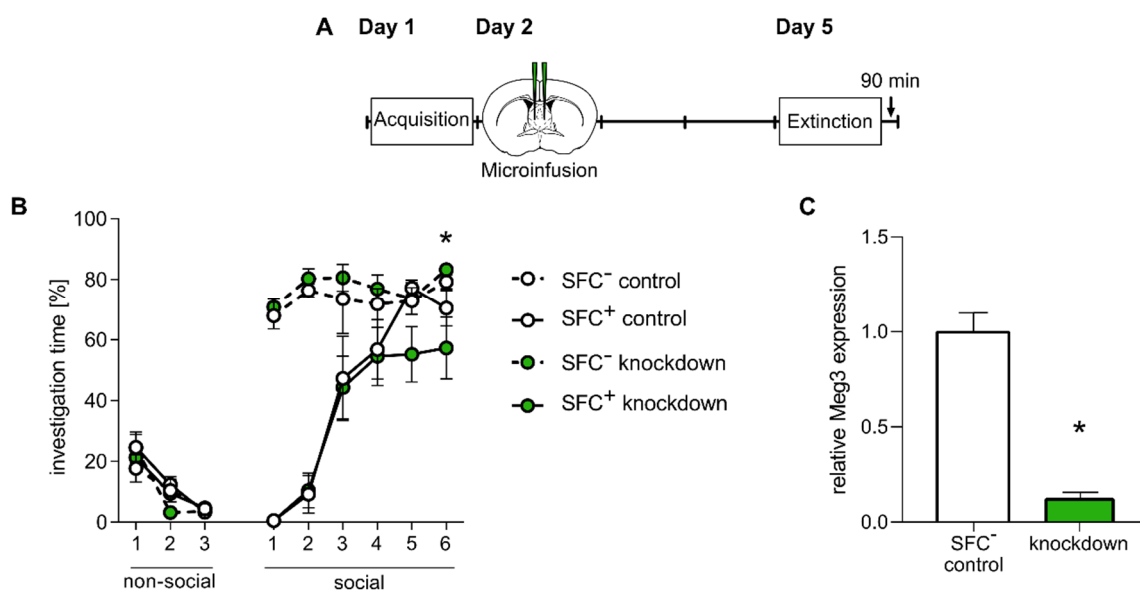 A Day 1 Day 2 Day 5
90 min
Acquisition Extinction
Microinfusion
B
investigation time [%]
100
80
60
40
20
0
*
1 2 3 1 2 3 4 5 6
non-social social
SFC⁻ control
SFC⁺ control
SFC⁻ knockdown
SFC⁺ knockdown
C
relative Meg3 expression
1.5
1.0
0.5
0.0
*
SFC⁻ knockdown
control